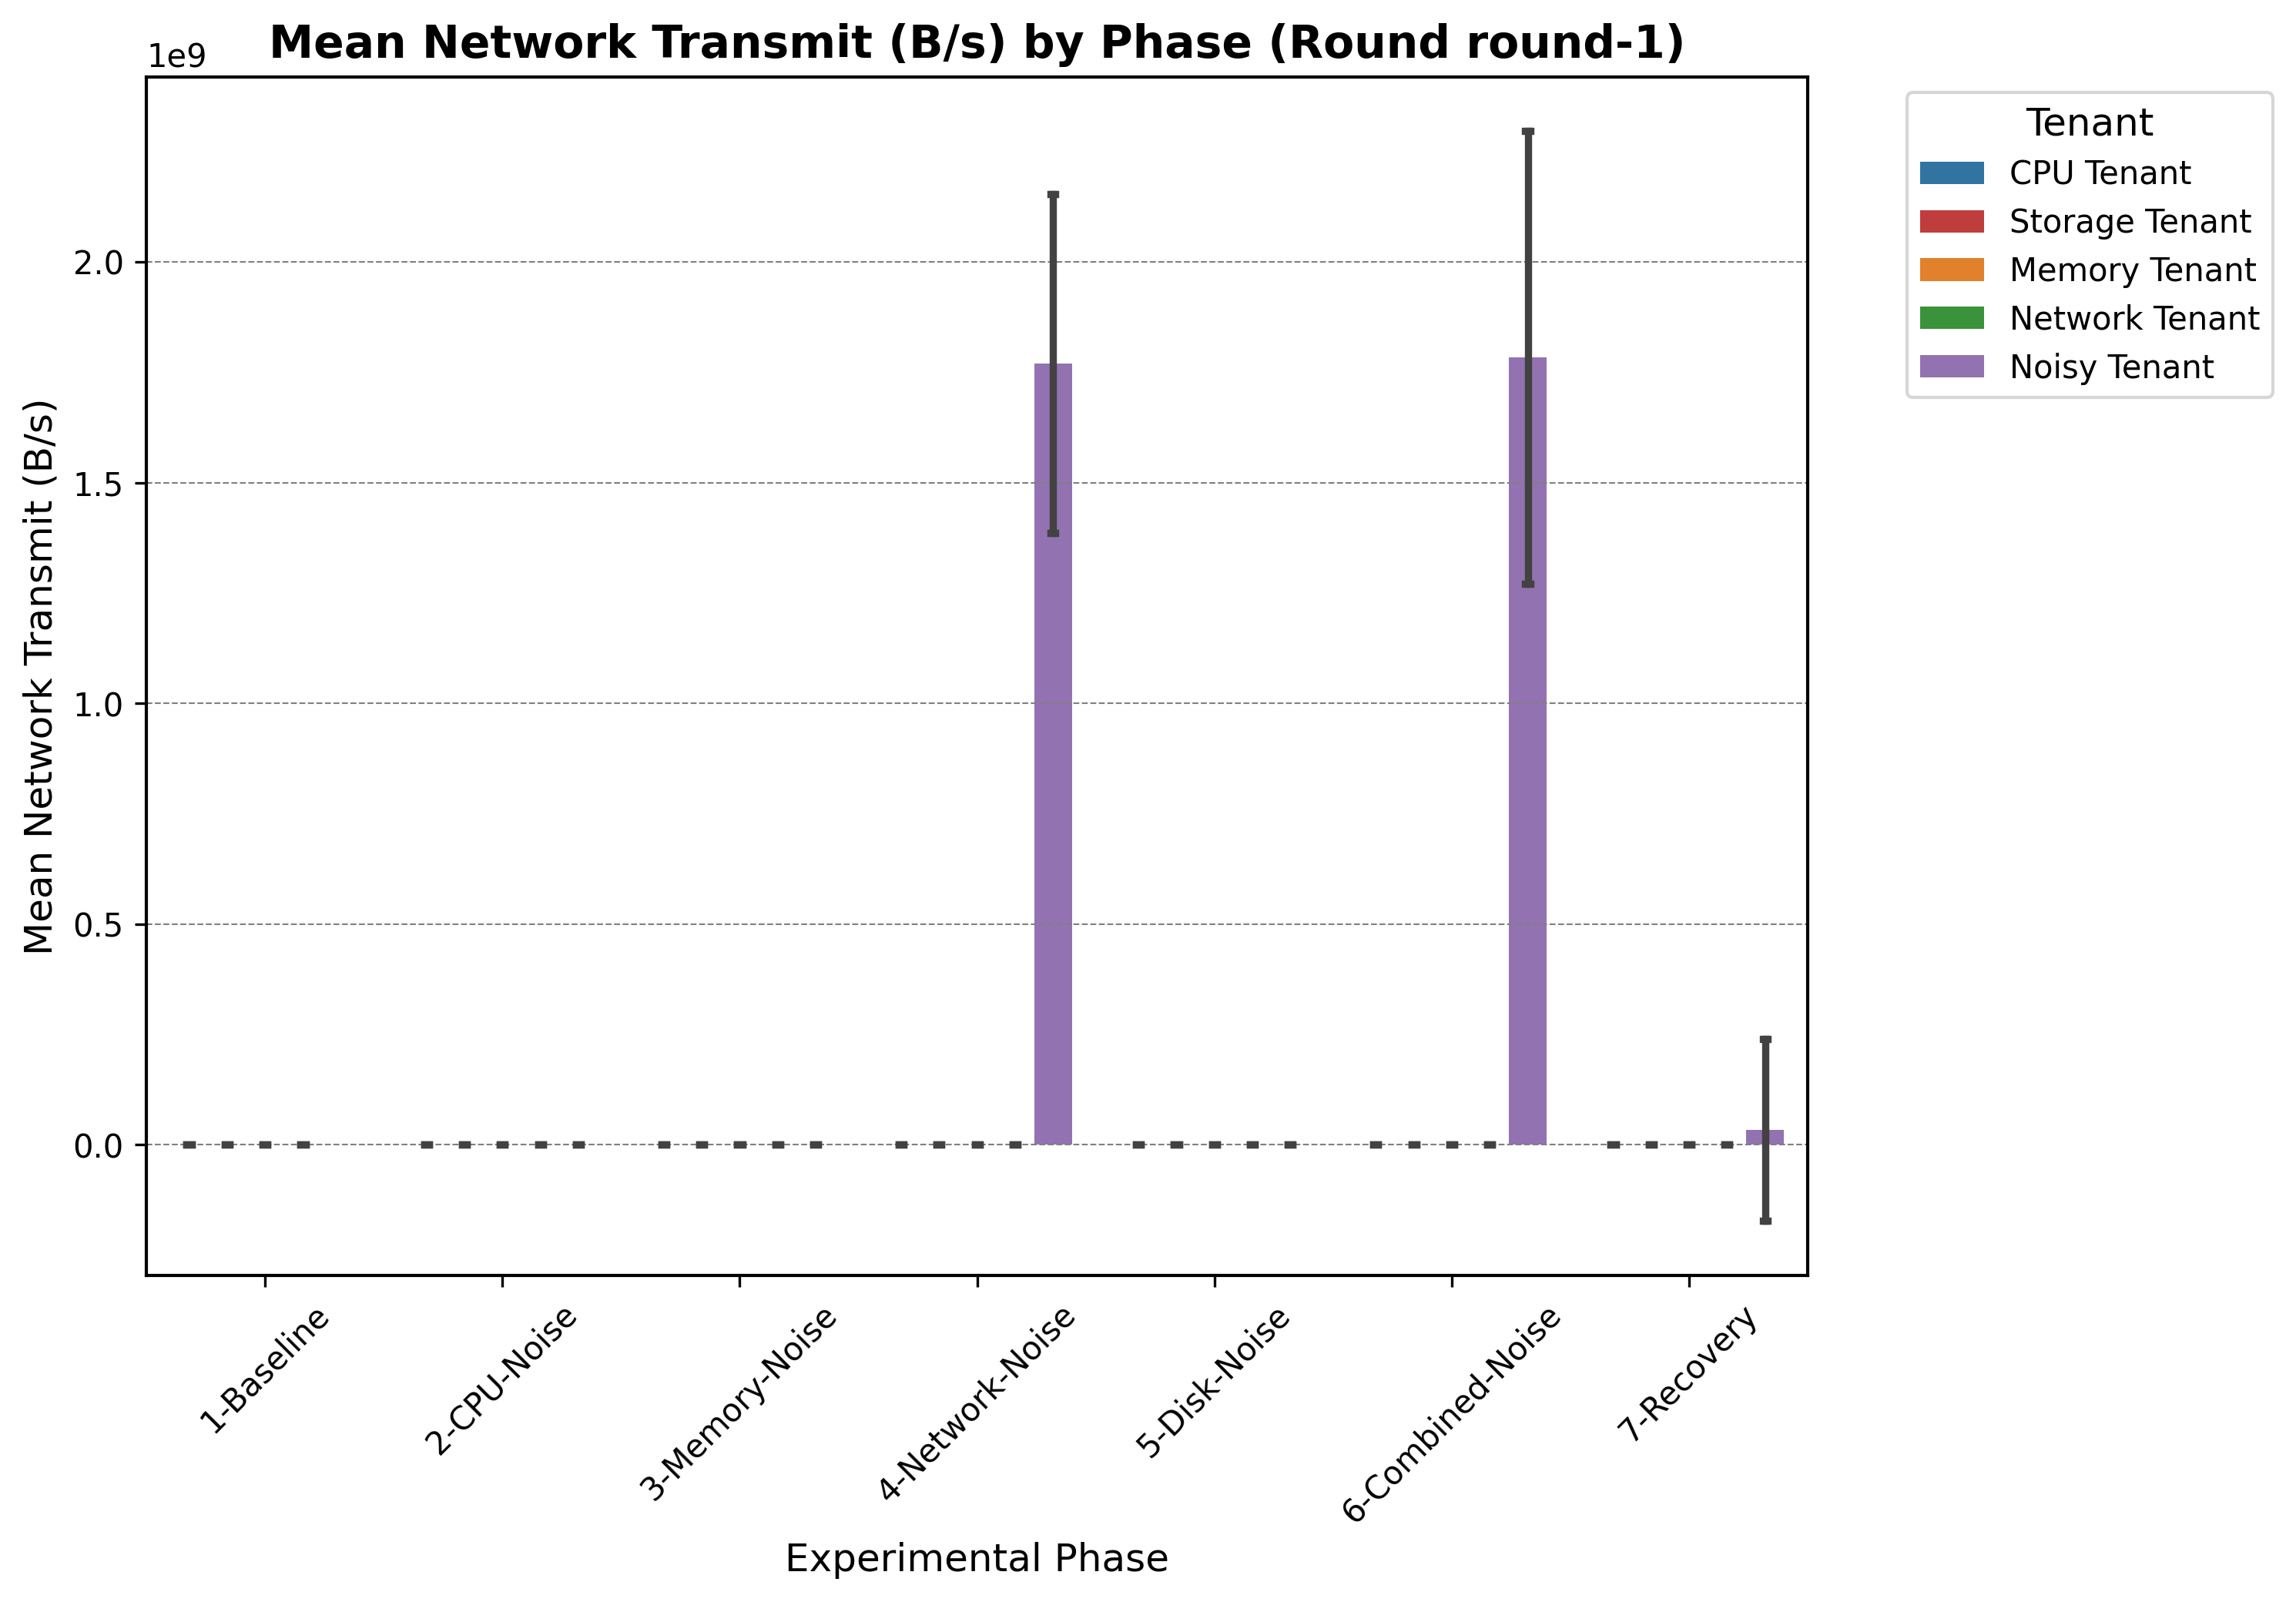 Mean Network Transmit (B/s) by Phase (Round round-1)
1e9
Mean Network Transmit (B/s)
2.0
1.5
1.0
0.5
0.0
1-Baseline
2-CPU-Noise
3-Memory-Noise
4-Network-Noise
5-Disk-Noise
6-Combined-Noise
7-Recovery
Experimental Phase
Tenant
CPU Tenant
Storage Tenant
Memory Tenant
Network Tenant
Noisy Tenant